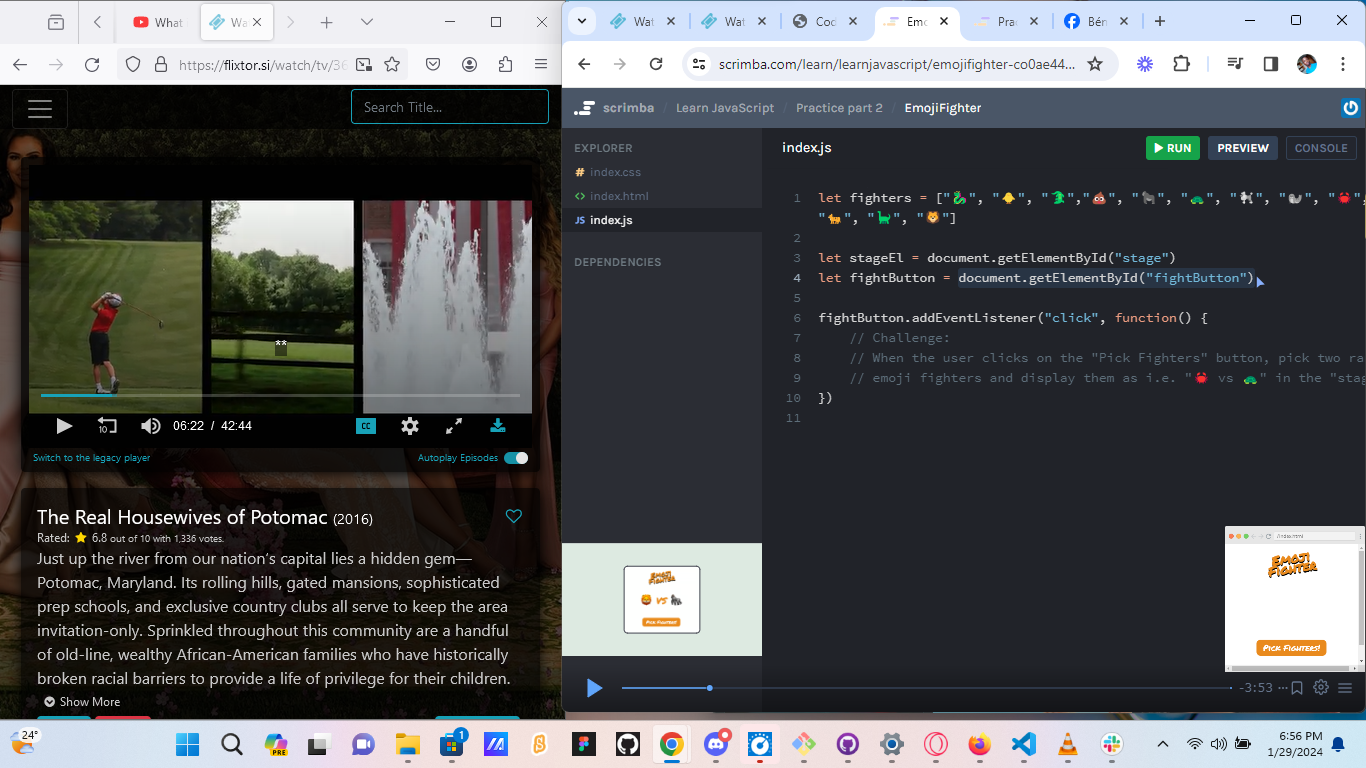 What
Wa
https://flixtor.si/watch/tv/36
Search Title...
**
10
06:22 / 42:44
CC
Switch to the legacy player
Autoplay Episodes
The Real Housewives of Potomac (2016)
Rated: ⭐ 6.8 out of 10 with 1,336 votes.
Just up the river from our nation's capital lies a hidden gem—
Potomac, Maryland. Its rolling hills, gated mansions, sophisticated
prep schools, and exclusive country clubs all serve to keep the area
invitation-only. Sprinkled throughout this community are a handful
of old-line, wealthy African-American families who have historically
broken racial barriers to provide a life of privilege for their children.
Show More
Wat
Wat
Cod
Emo
Prac
Bén
scrimba.com/learn/learnjavascript/emojifighter-co0ae44...
scrimba / Learn JavaScript / Practice part 2 / EmojiFighter
EXPLORER
# index.css
<> index.html
JS index.js
DEPENDENCIES
index.js
RUN
PREVIEW
CONSOLE
1 let fighters = ["🐉", "🐥", "🐊","💩", "🦍", "🐢", "🐩", "🦭", "🦀",
"🐆", "🦕", "🦁"]
2
3 let stageEl = document.getElementById("stage")
4 let fightButton = document.getElementById("fightButton")
5
6 fightButton.addEventListener("click", function() {
7 // Challenge:
8 // When the user clicks on the "Pick Fighters" button, pick two ra
9 // emoji fighters and display them as i.e. "🦀 vs 🐢" in the "stag
10 })
11
EMOJI
FIGHTER
VS
PICK FIGHTERS!
/index.html
EMOJI
FIGHTER
PICK FIGHTERS!
-3:53
24°
PRE
1
6:56 PM
1/29/2024